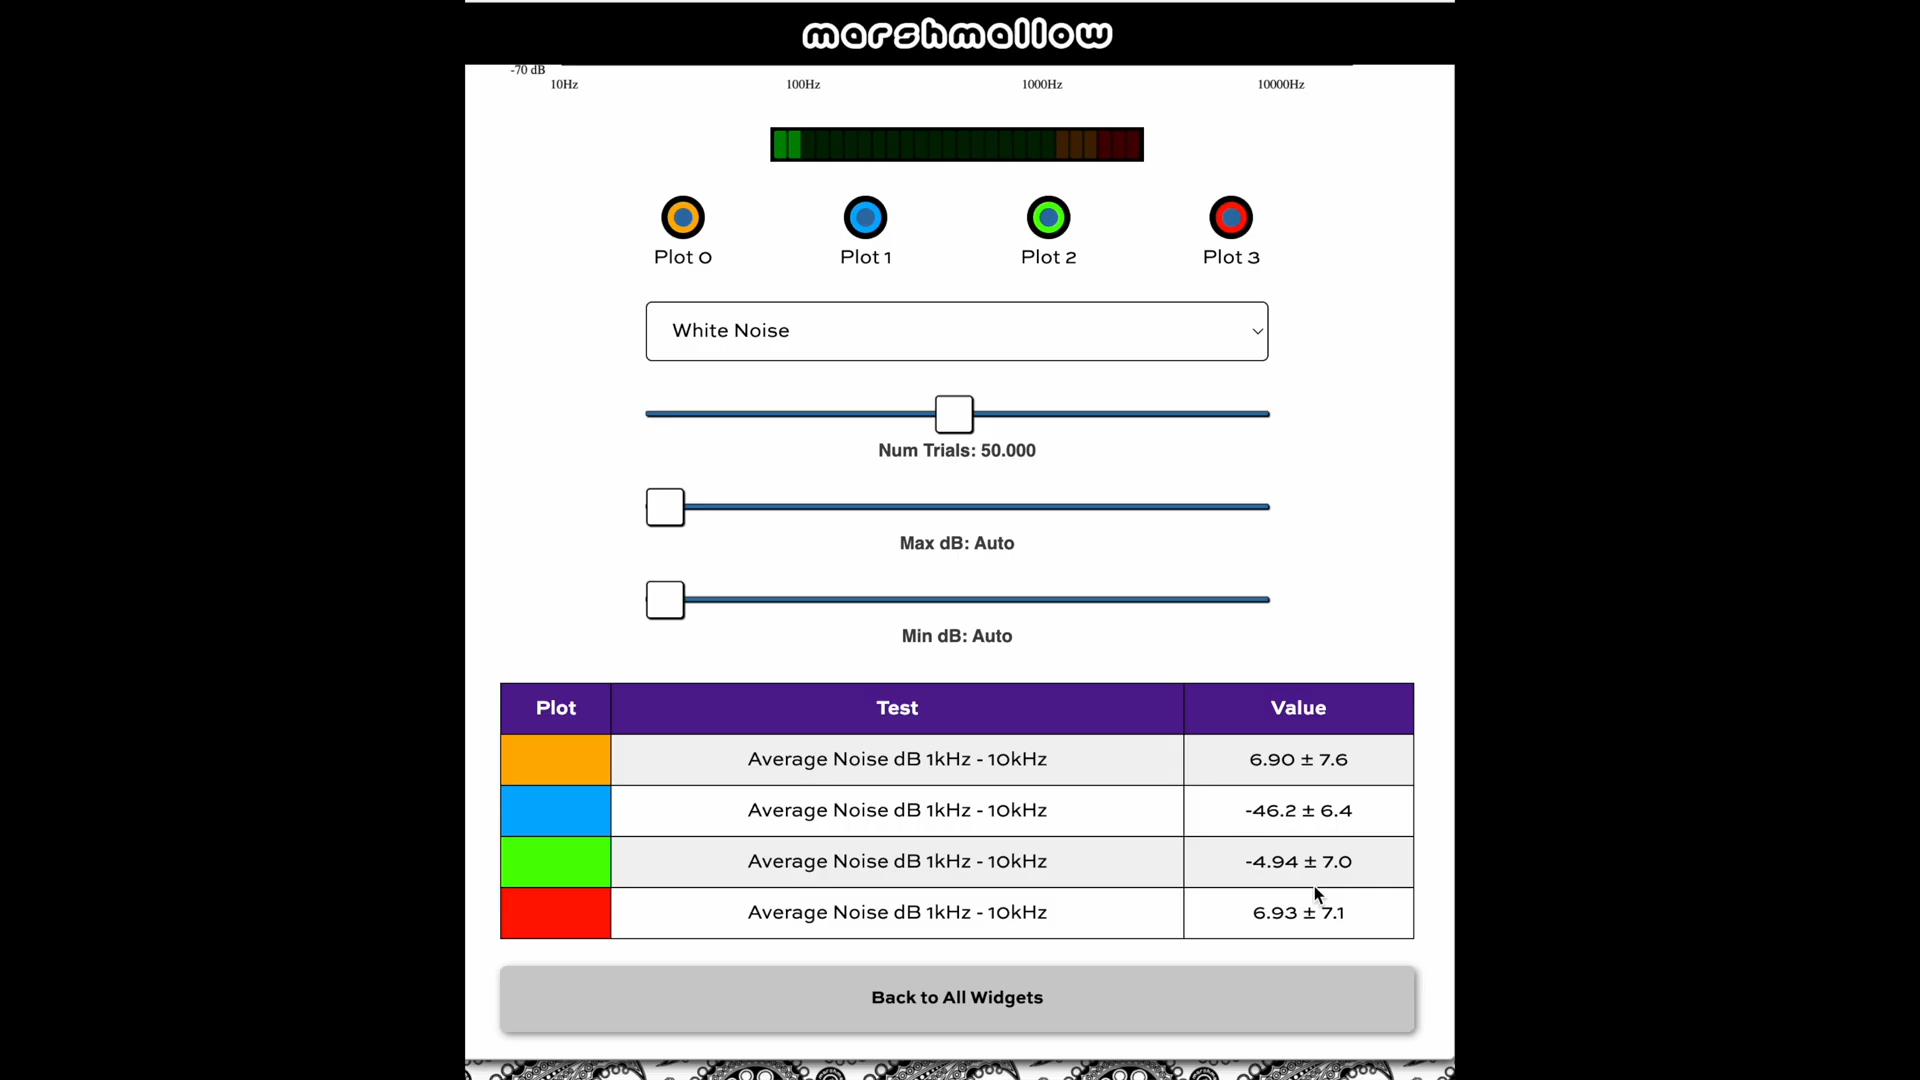 marshmallow
-70 dB
10Hz 100Hz 1000Hz 10000Hz
Plot 0 Plot 1 Plot 2 Plot 3
White Noise
Num Trials: 50.000
Max dB: Auto
Min dB: Auto
Plot Test Value
Average Noise dB 1kHz - 10kHz 6.90 ± 7.6
Average Noise dB 1kHz - 10kHz -46.2 ± 6.4
Average Noise dB 1kHz - 10kHz -4.94 ± 7.0
Average Noise dB 1kHz - 10kHz 6.93 ± 7.1
Back to All Widgets